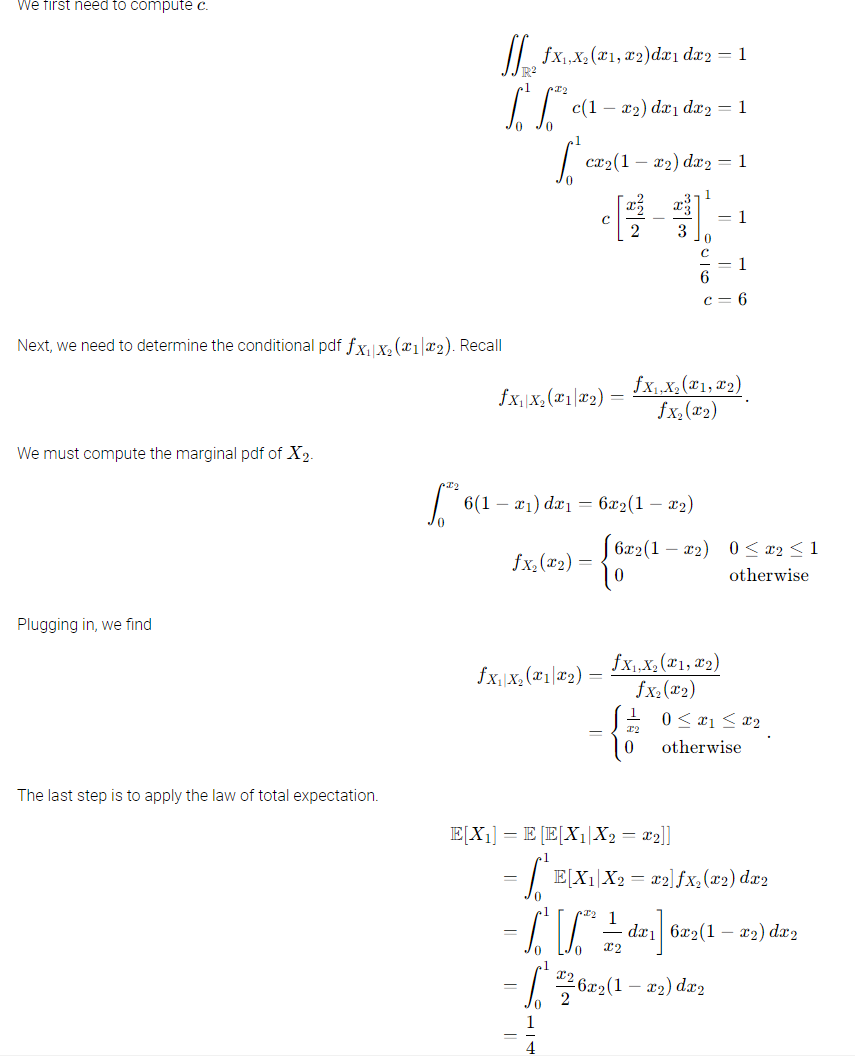 We first need to compute c.
∬_{ℝ²} f_{X₁,X₂}(x₁, x₂)dx₁ dx₂ = 1
∫₀¹ ∫₀^{x₂} c(1 − x₂) dx₁ dx₂ = 1
∫₀¹ cx₂(1 − x₂) dx₂ = 1
c [x₂²/2 − x₂³/3]₀¹ = 1
c/6 = 1
c = 6
Next, we need to determine the conditional pdf f_{X₁|X₂}(x₁|x₂). Recall
f_{X₁|X₂}(x₁|x₂) = f_{X₁,X₂}(x₁, x₂)/f_{X₂}(x₂).
We must compute the marginal pdf of X₂.
∫₀^{x₂} 6(1 − x₁) dx₁ = 6x₂(1 − x₂)
f_{X₂}(x₂) = { 6x₂(1 − x₂) 0 ≤ x₂ ≤ 1
0 otherwise
Plugging in, we find
f_{X₁|X₂}(x₁|x₂) = f_{X₁,X₂}(x₁, x₂)/f_{X₂}(x₂)
= { 1/x₂ 0 ≤ x₁ ≤ x₂
0 otherwise .
The last step is to apply the law of total expectation.
𝔼[X₁] = 𝔼 [𝔼[X₁|X₂ = x₂]]
= ∫₀¹ 𝔼[X₁|X₂ = x₂]f_{X₂}(x₂) dx₂
= ∫₀¹ [∫₀^{x₂} 1/x₂ dx₁] 6x₂(1 − x₂) dx₂
= ∫₀¹ x₂/2 6x₂(1 − x₂) dx₂
= 1/4